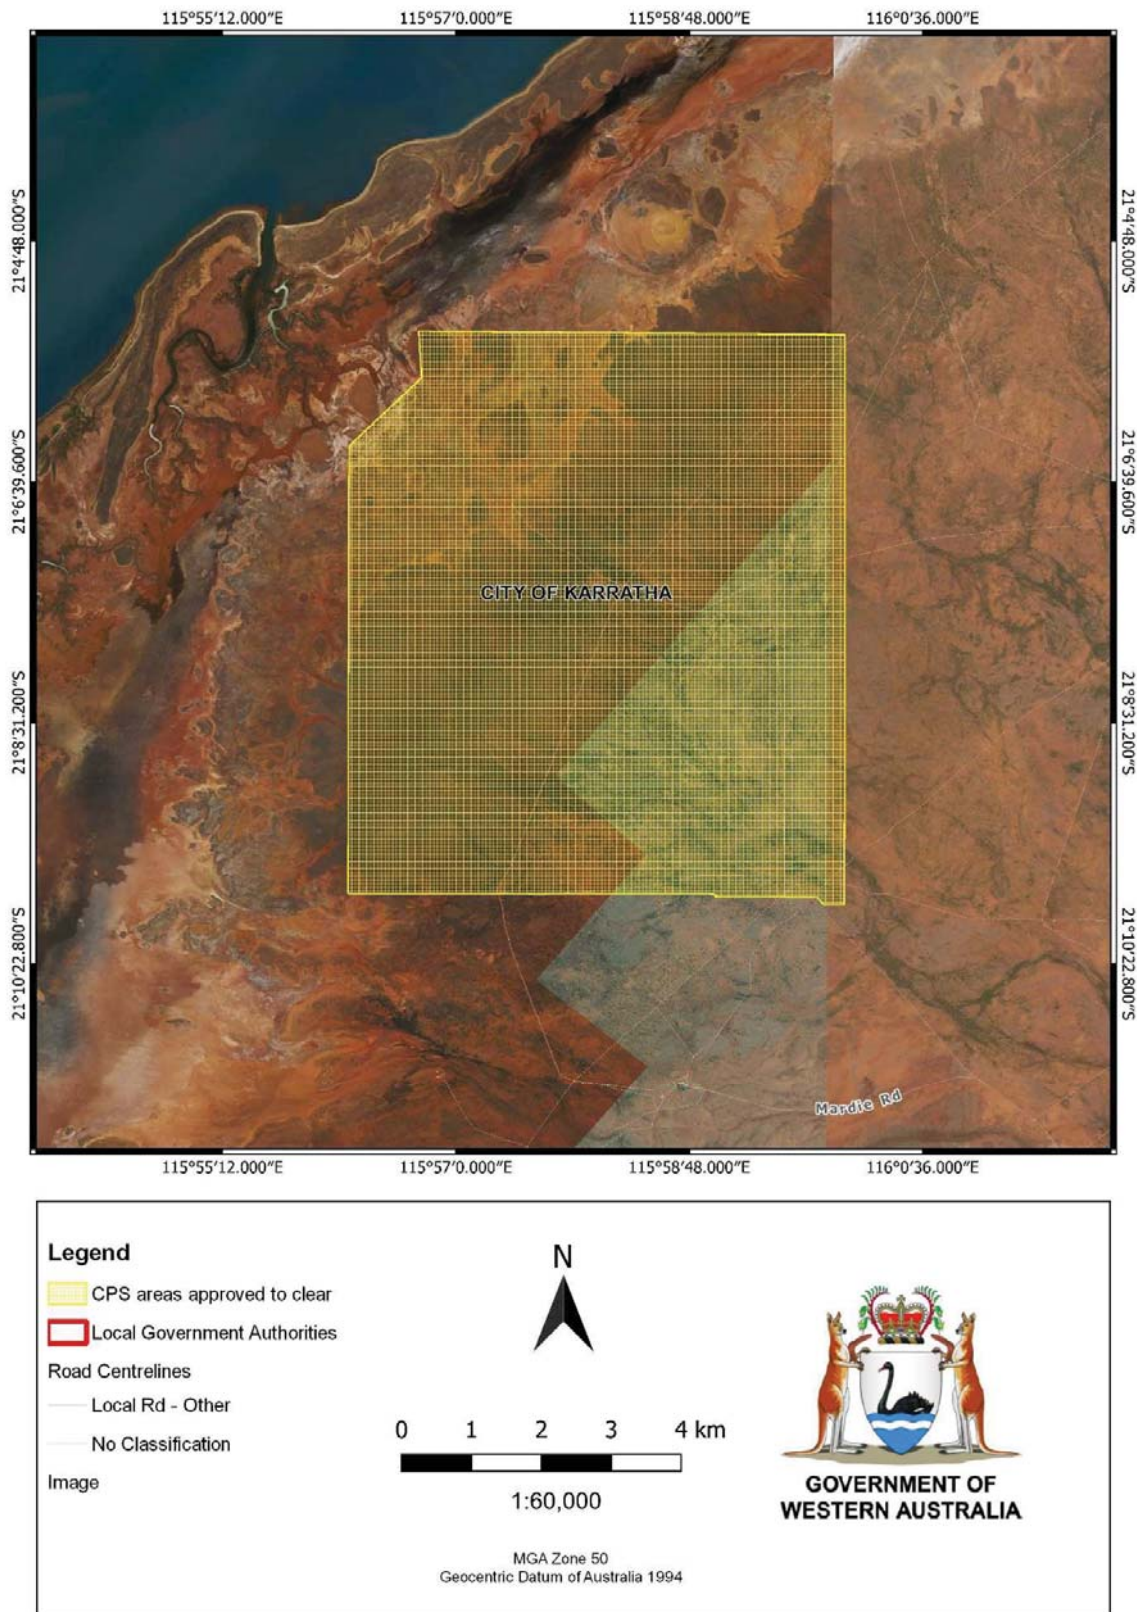 115°55'12.000"E 115°57'0.000"E 115°58'48.000"E 116°0'36.000"E
21°4'48.000"S
21°6'39.600"S
21°8'31.200"S
21°10'22.800"S
21°4'48.000"S
21°6'39.600"S
21°8'31.200"S
21°10'22.800"S
CITY OF KARRATHA
Mardie Rd
115°55'12.000"E 115°57'0.000"E 115°58'48.000"E 116°0'36.000"E
Legend
CPS areas approved to clear
Local Government Authorities
Road Centrelines
Local Rd - Other
No Classification
Image
N
0 1 2 3 4 km
1:60,000
MGA Zone 50
Geocentric Datum of Australia 1994
GOVERNMENT OF
WESTERN AUSTRALIA